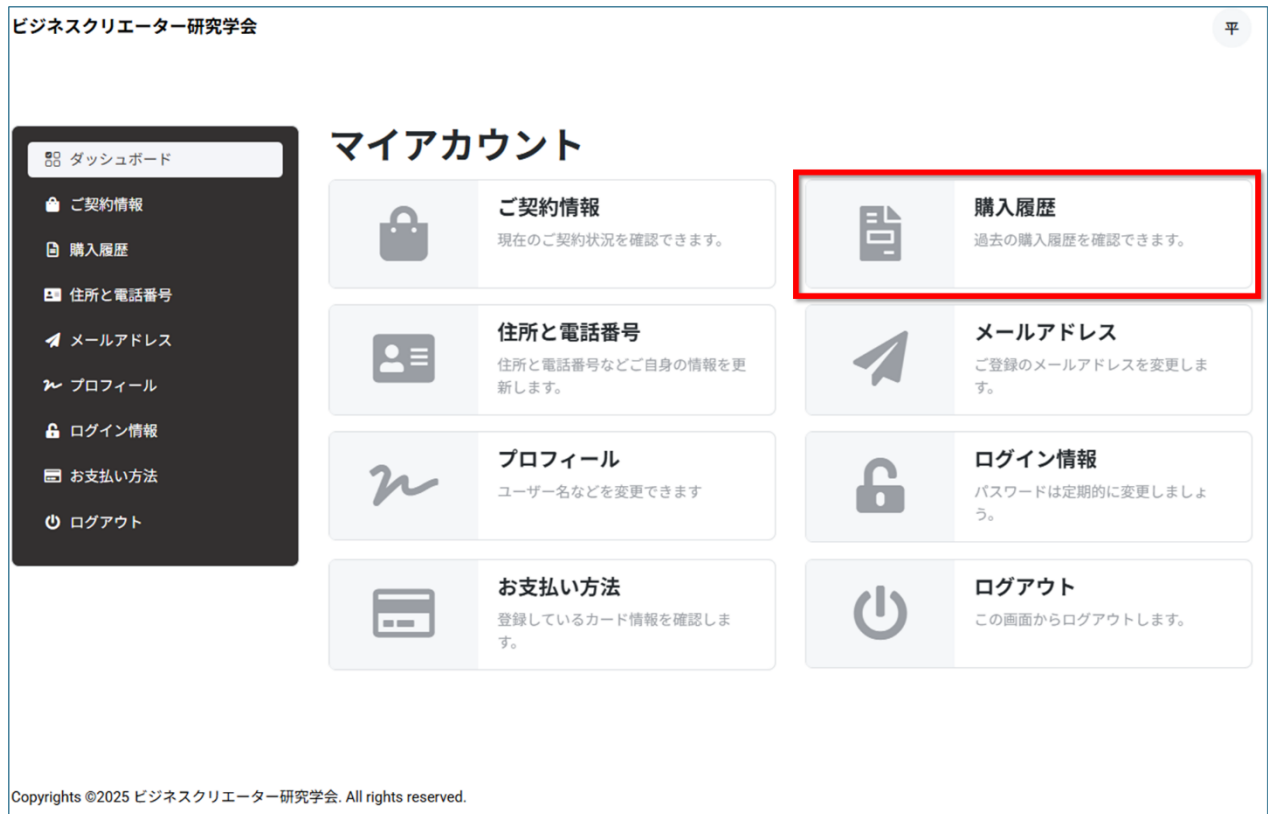 ビジネスクリエーター研究学会
平
ダッシュボード
ご契約情報
購入履歴
住所と電話番号
メールアドレス
プロフィール
ログイン情報
お支払い方法
ログアウト
マイアカウント
ご契約情報
現在のご契約状況を確認できます。
購入履歴
過去の購入履歴を確認できます。
住所と電話番号
住所と電話番号などご自身の情報を更
新します。
メールアドレス
ご登録のメールアドレスを変更しま
す。
プロフィール
ユーザー名などを変更できます
ログイン情報
パスワードは定期的に変更しましょ
う。
お支払い方法
登録しているカード情報を確認しま
す。
ログアウト
この画面からログアウトします。
Copyrights ©2025 ビジネスクリエーター研究学会. All rights reserved.